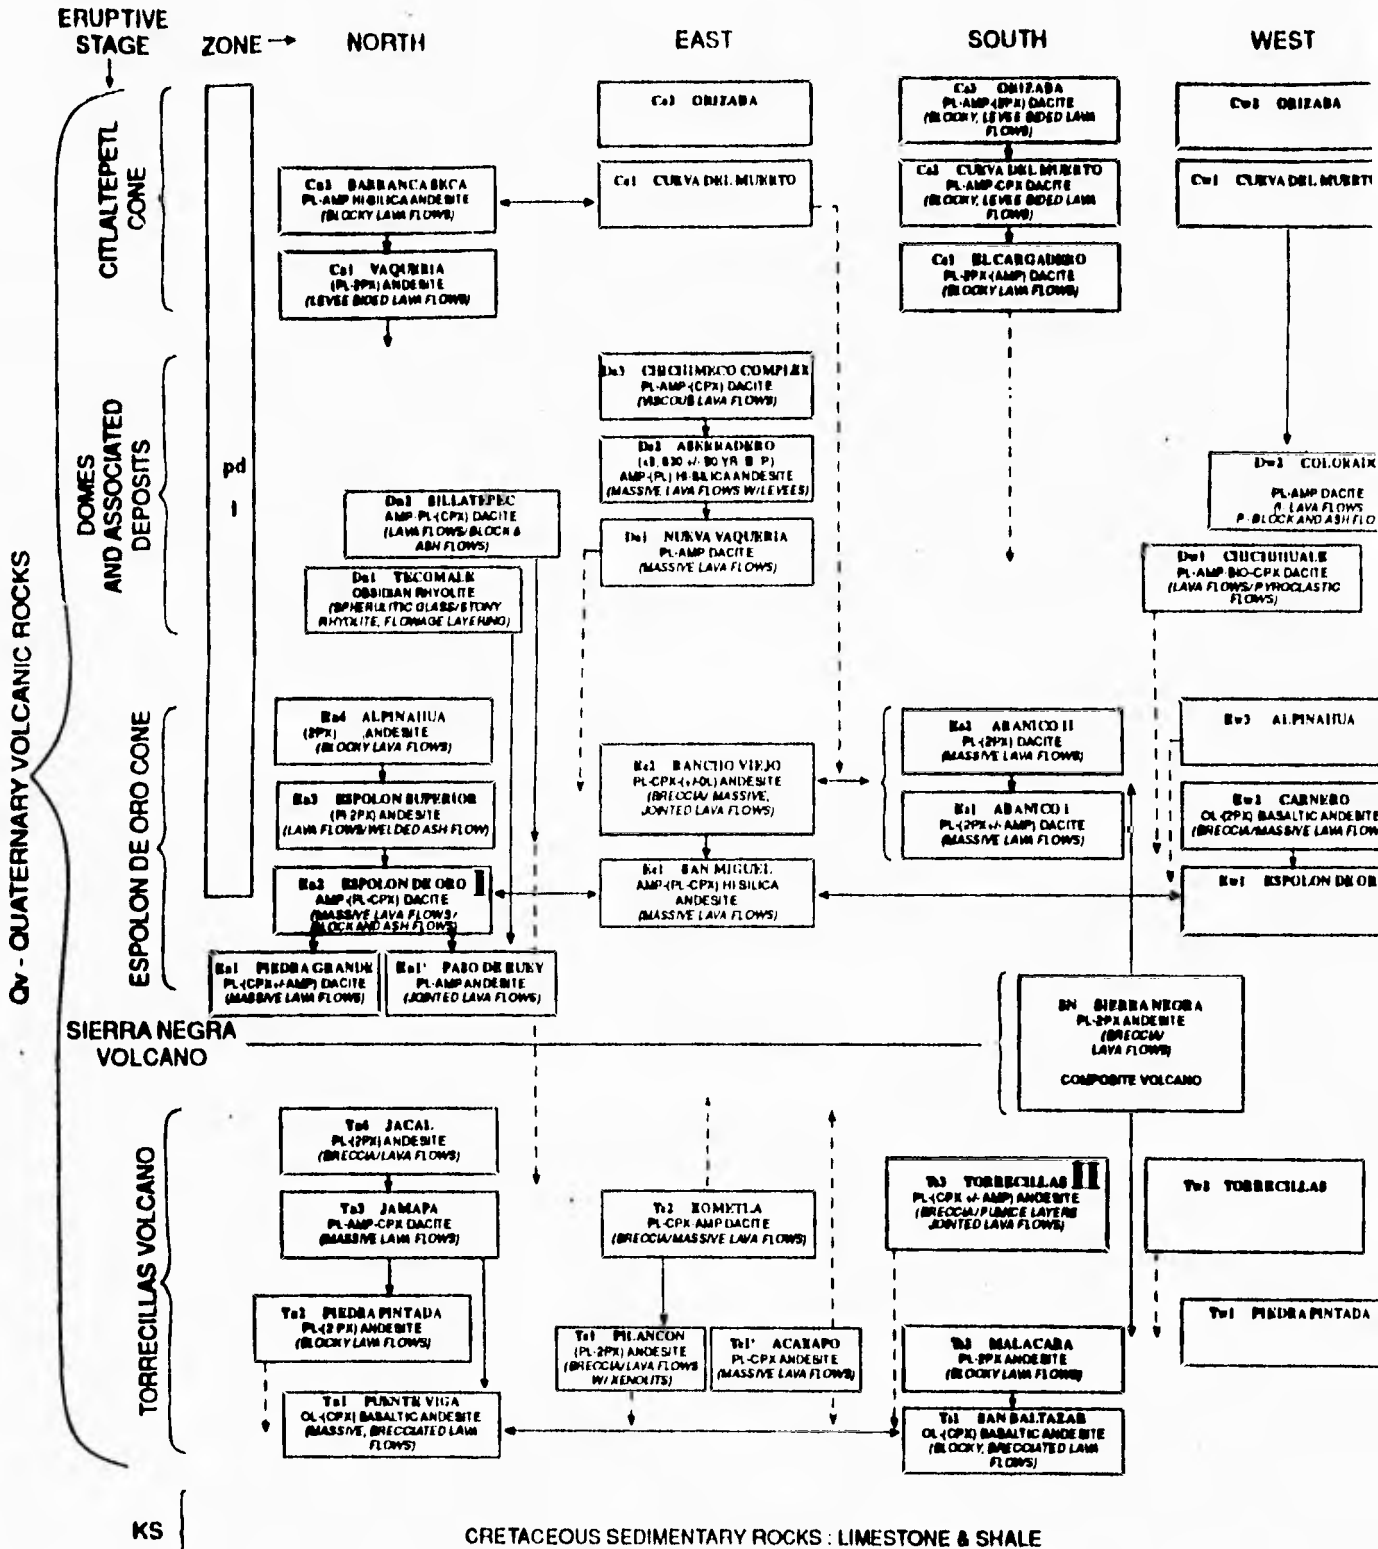 ERUPTIVE
STAGE
ZONE
NORTH
EAST
SOUTH
WEST
Qv - QUATERNARY VOLCANIC ROCKS
CITLALTEPETL
CONE
Cn2 BARRANCA SECA
PL-AMP HI-SILICA ANDESITE
(BLOCKY LAVA FLOWS)
Cn1 VAQUERIA
(PL-2PX) ANDESITE
(LEVEE SIDED LAVA FLOWS)
ORIZABA
Ce1 CUEVA DEL MUERTO
Cs3 ORIZABA
PL-AMP-(2PX) DACITE
(BLOCKY, LEVEE SIDED LAVA
FLOWS)
Cs2 CUEVA DEL MUERTO
PL-AMP-CPX DACITE
(BLOCKY, LEVEE SIDED LAVA
FLOWS)
Cs1 EL CARGADERO
PL-2PX-(AMP) DACITE
(BLOCKY LAVA FLOWS)
Cw2 ORIZABA
Cw1 CUEVA DEL MUERT
DOMES
AND ASSOCIATED
DEPOSITS
pd
Dn2 SILLATEPEC
AMP-PL-(CPX) DACITE
(LAVA FLOWS/BLOCK &
ASH FLOWS)
Dn1 TECOMALE
OBSIDIAN RHYOLITE
(SPHERULITIC GLASS/STONY
RHYOLITE, FLOWAGE LAYERING)
De3 CHICHIMECO COMPLEX
PL-AMP-(CPX) DACITE
(VISCOUS LAVA FLOWS)
De2 ASERRADERO
+/- 90 YR. B. P.)
AMP-(PL) HI-SILICA ANDESITE
(MASSIVE LAVA FLOWS W/LEVEES)
De1 NUEVA VAQUERIA
PL-AMP DACITE
(MASSIVE LAVA FLOWS)
Dw2 COLORAD
PL-AMP DACITE
LAVA FLOWS
BLOCK AND ASH FLO
Dw1 CHICHIHUALE
PL-AMP-BIO-CPX DACITE
(LAVA FLOWS/PYROCLASTIC
FLOWS)
ESPOLON DE ORO CONE
En4 ALPINAHUA
(2PX) ANDESITE
(BLOCKY LAVA FLOWS)
En3 ESPOLON SUPERIOR
(Pl 2PX) ANDESITE
(LAVA FLOWS/WELDED ASH FLOW)
En2 ESPOLON DE ORO I
AMP-(PL-CPX) DACITE
(MASSIVE LAVA FLOWS/
BLOCK AND ASH FLOWS)
En1 PIEDRA GRANDE
PL-(CPX+/-AMP) DACITE
(MASSIVE LAVA FLOWS)
En1' PASO DE BUEY
PL-AMP ANDESITE
(JOINTED LAVA FLOWS)
Ee2 RANCHO VIEJO
PL-CPX-(+/-OL) ANDESITE
(BRECCIA/ MASSIVE,
JOINTED LAVA FLOWS)
Ee1 SAN MIGUEL
AMP-(PL-CPX) HI SILICA
ANDESITE
(MASSIVE LAVA FLOWS)
Es2 ABANICO II
PL-(2PX) DACITE
(MASSIVE LAVA FLOWS)
Es1 ABANICO I
PL-(2PX+/- AMP) DACITE
(MASSIVE LAVA FLOWS)
Ew3 ALPINAHUA
Ew2 CARNERO
OL-(2PX) BASALTIC ANDESITE
(BRECCIA/MASSIVE LAVA FLOW
Ew1 ESPOLON DE OR
SIERRA NEGRA
VOLCANO
SN SIERRA NEGRA
PL-2PX ANDESITE
(BRECCIA/
LAVA FLOWS)
COMPOSITE VOLCANO
TORRECILLAS VOLCANO
Tn4 JACAL
PL-(2PX) ANDESITE
(BRECCIA/LAVA FLOWS)
Tn3 JAMAPA
PL-AMP-CPX DACITE
(MASSIVE LAVA FLOWS)
Tn2 PIEDRA PINTADA
PL-(2 PX) ANDESITE
(BLOCKY LAVA FLOWS)
Tn1 PUENTE VIGA
OL-(CPX) BASALTIC ANDESITE
(MASSIVE, BRECCIATED LAVA
FLOWS)
Te2 XOMETLA
PL-CPX-AMP DACITE
(BRECCIA/MASSIVE LAVA FLOWS)
Te1 PILANCON
(PL-2PX) ANDESITE
(BRECCIA/LAVA FLOWS
W/ XENOLITS)
Te1' ACAXAPO
PL-CPX ANDESITE
(MASSIVE LAVA FLOWS)
Ts3 TORRECILLAS II
PL-(CPX +/- AMP) ANDESITE
(BRECCIA/PUMICE LAYERS
JOINTED LAVA FLOWS)
Ts2 MALACARA
PL-2PX ANDESITE
(BLOCKY LAVA FLOWS)
Ts1 SAN BALTAZAR
OL-(CPX) BASALTIC ANDESITE
(BLOCKY, BRECCIATED LAVA
FLOWS)
Tw2 TORRECILLAS
Tw1 PIEDRA PINTADA
KS
CRETACEOUS SEDIMENTARY ROCKS : LIMESTONE & SHALE